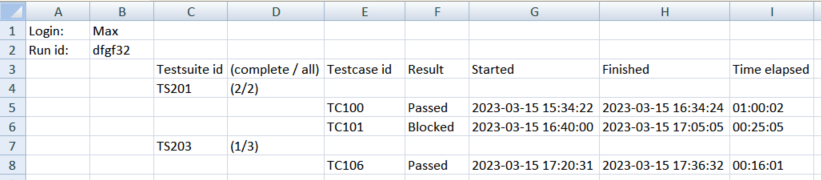 A B C D E F G H I
1 Login: Max
2 Run id: dfgf32
3 Testsuite id (complete / all) Testcase id Result Started Finished Time elapsed
4 TS201 (2/2)
5 TC100 Passed 2023-03-15 15:34:22 2023-03-15 16:34:24 01:00:02
6 TC101 Blocked 2023-03-15 16:40:00 2023-03-15 17:05:05 00:25:05
7 TS203 (1/3)
8 TC106 Passed 2023-03-15 17:20:31 2023-03-15 17:36:32 00:16:01